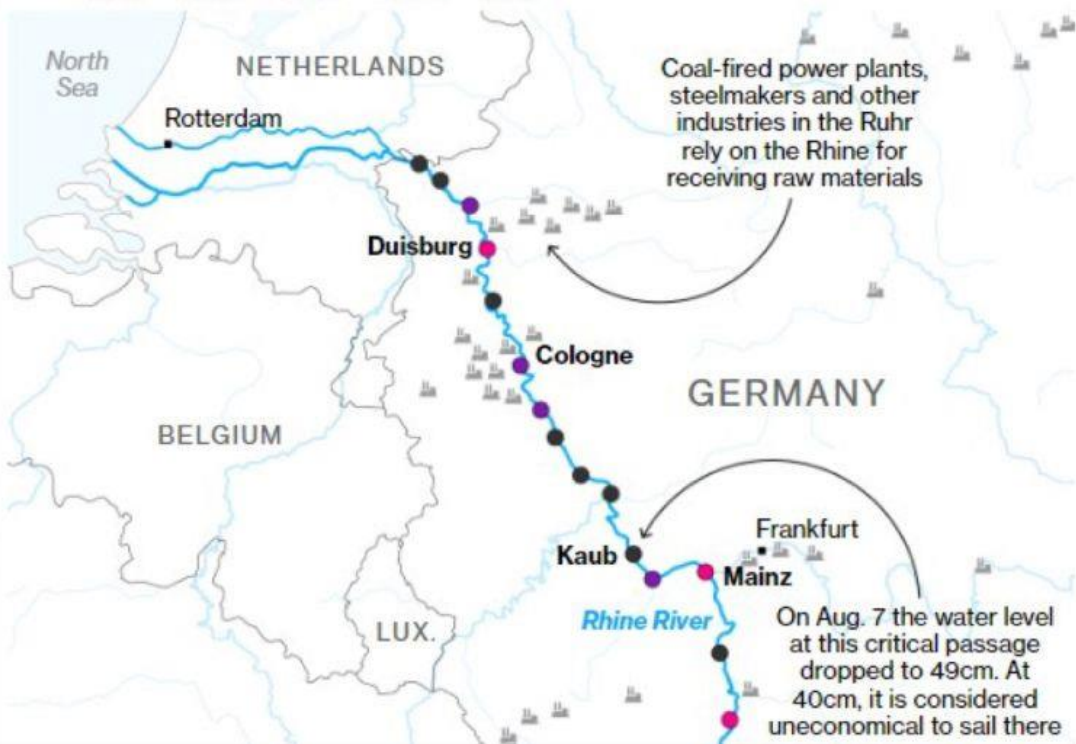 North
Sea
NETHERLANDS
Rotterdam
Coal-fired power plants,
steelmakers and other
industries in the Ruhr
rely on the Rhine for
receiving raw materials
Duisburg
Cologne
GERMANY
BELGIUM
Frankfurt
Kaub
Mainz
Rhine River
LUX.
On Aug. 7 the water level
at this critical passage
dropped to 49cm. At
40cm, it is considered
uneconomical to sail there